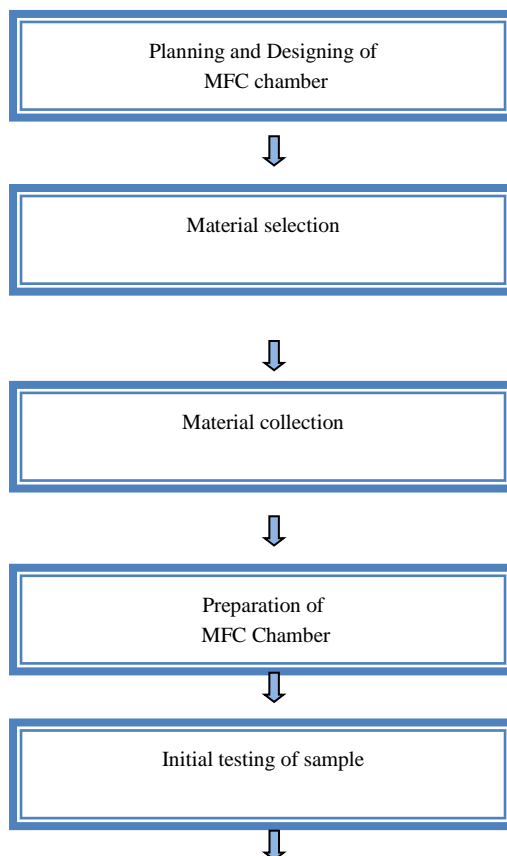 Planning and Designing of
MFC chamber
Material selection
Material collection
Preparation of
MFC Chamber
Initial testing of sample